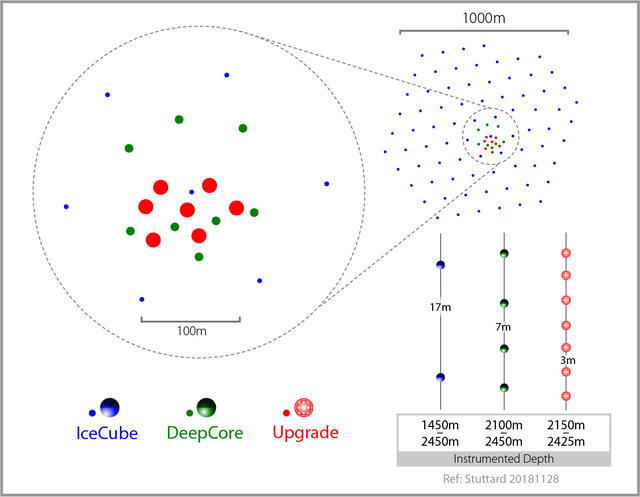 1000m
100m
17m
7m
3m
IceCube
DeepCore
Upgrade
1450m
–
2450m
2100m
–
2450m
2150m
–
2425m
Instrumented Depth
Ref: Stuttard 20181128